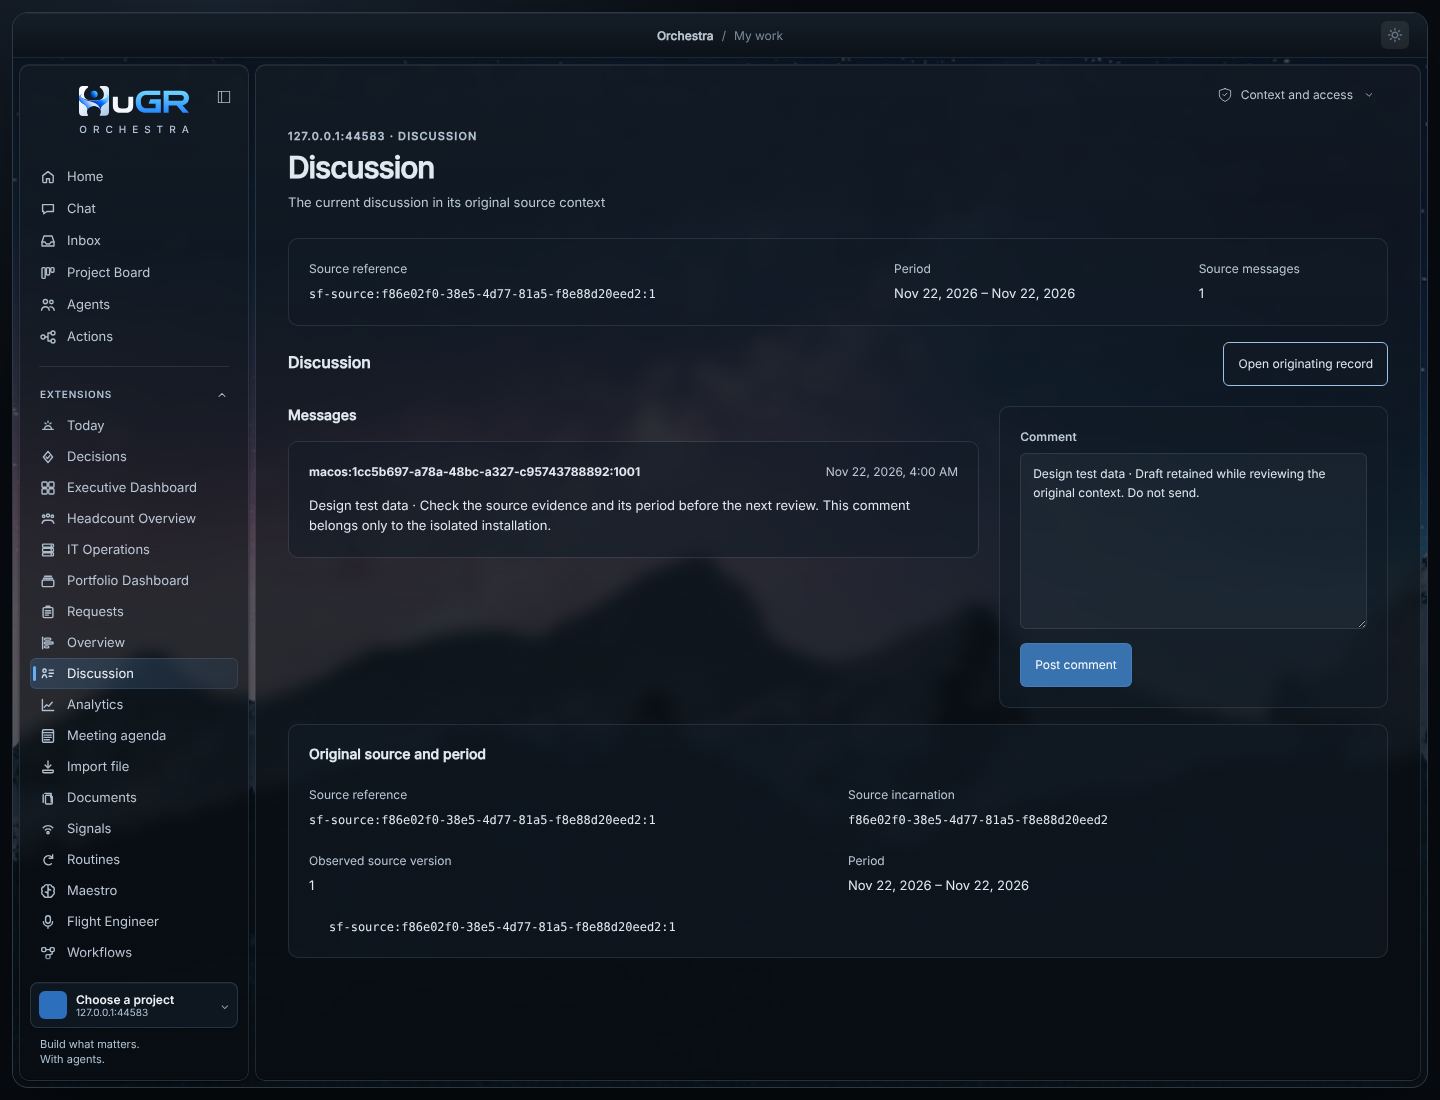 Orchestra / My work
HuGR
ORCHESTRA
Home
Chat
Inbox
Project Board
Agents
Actions
EXTENSIONS
Today
Decisions
Executive Dashboard
Headcount Overview
IT Operations
Portfolio Dashboard
Requests
Overview
Discussion
Analytics
Meeting agenda
Import file
Documents
Signals
Routines
Maestro
Flight Engineer
Workflows
Choose a project
127.0.0.1:44583
Build what matters.
With agents.
Context and access
127.0.0.1:44583 · DISCUSSION
Discussion
The current discussion in its original source context
Source reference
sf-source:f86e02f0-38e5-4d77-81a5-f8e88d20eed2:1
Period
Nov 22, 2026 – Nov 22, 2026
Source messages
1
Discussion
Open originating record
Messages
macos:1cc5b697-a78a-48bc-a327-c95743788892:1001
Nov 22, 2026, 4:00 AM
Design test data · Check the source evidence and its period before the next review. This comment
belongs only to the isolated installation.
Comment
Design test data · Draft retained while reviewing the
original context. Do not send.
Post comment
Original source and period
Source reference
sf-source:f86e02f0-38e5-4d77-81a5-f8e88d20eed2:1
Source incarnation
f86e02f0-38e5-4d77-81a5-f8e88d20eed2
Observed source version
1
Period
Nov 22, 2026 – Nov 22, 2026
sf-source:f86e02f0-38e5-4d77-81a5-f8e88d20eed2:1